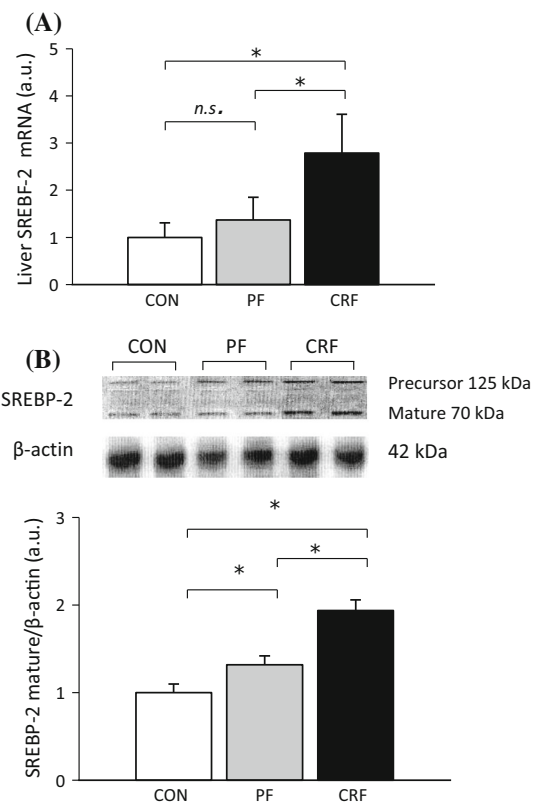 (A)
Liver SREBF-2
mRNA (a.u.)
5
4
3
2
1
0
*
*
n.s.
CON PF CRF
(B)
CON PF CRF
SREBP-2
Precursor 125 kDa
Mature 70 kDa
β-actin
42 kDa
SREBP-2 mature/β-actin (a.u.)
3
2
1
0
*
*
*
CON PF CRF